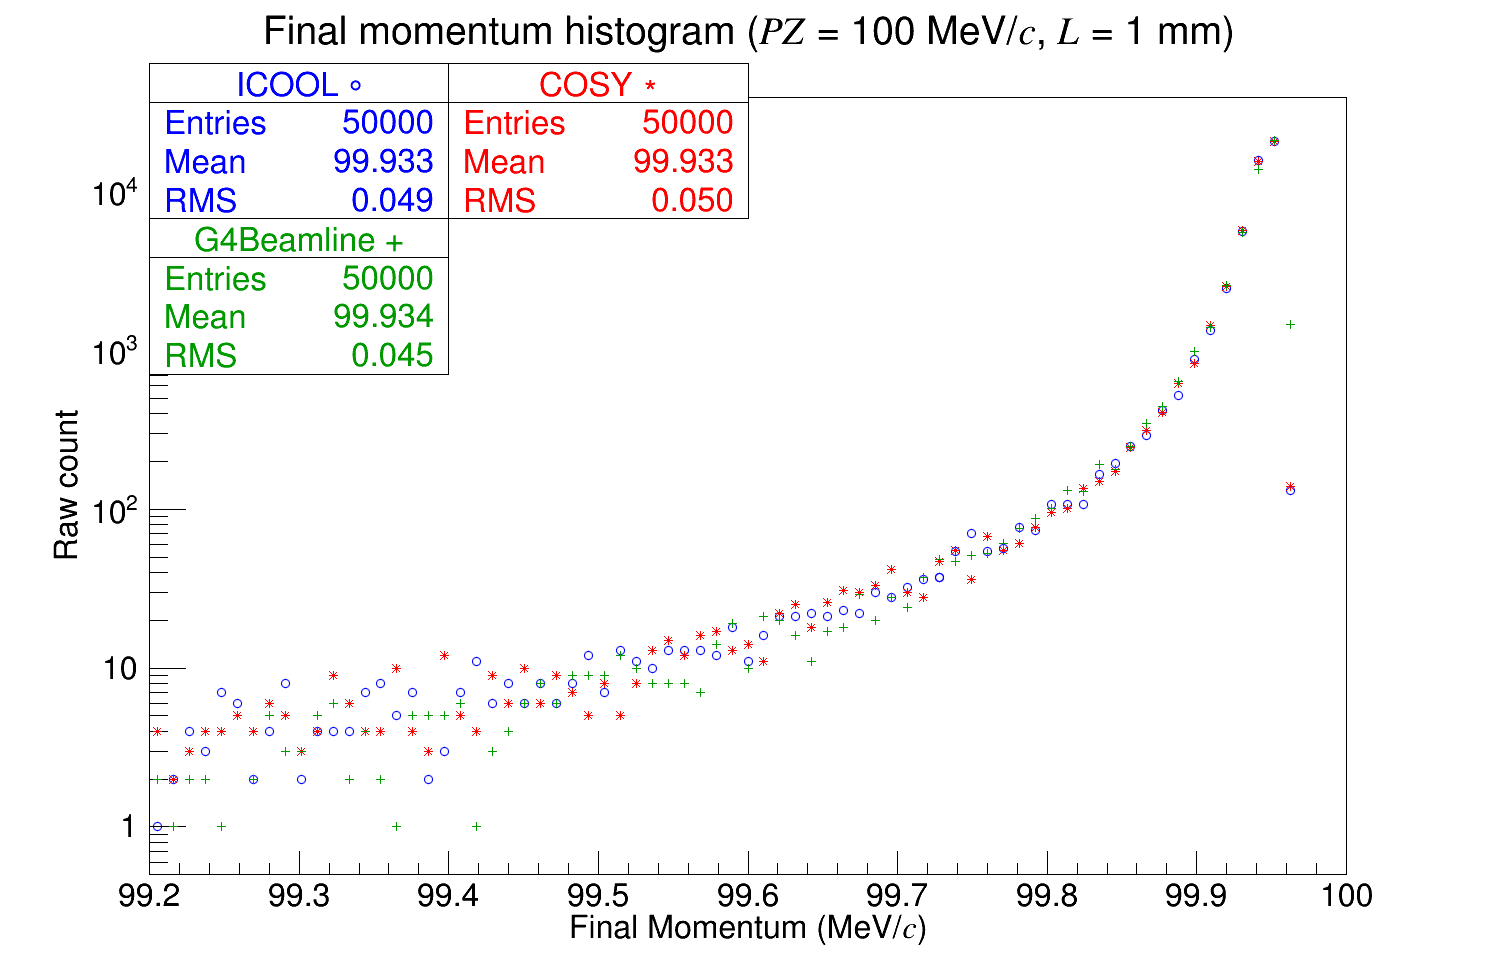 Final momentum histogram (PZ = 100 MeV/c, L = 1 mm)
ICOOL ∘
Entries 50000
Mean 99.933
RMS 0.049
COSY *
Entries 50000
Mean 99.933
RMS 0.050
G4Beamline +
Entries 50000
Mean 99.934
RMS 0.045
Raw count
10⁴
10³
10²
10
1
99.2 99.3 99.4 99.5 99.6 99.7 99.8 99.9 100
Final Momentum (MeV/c)